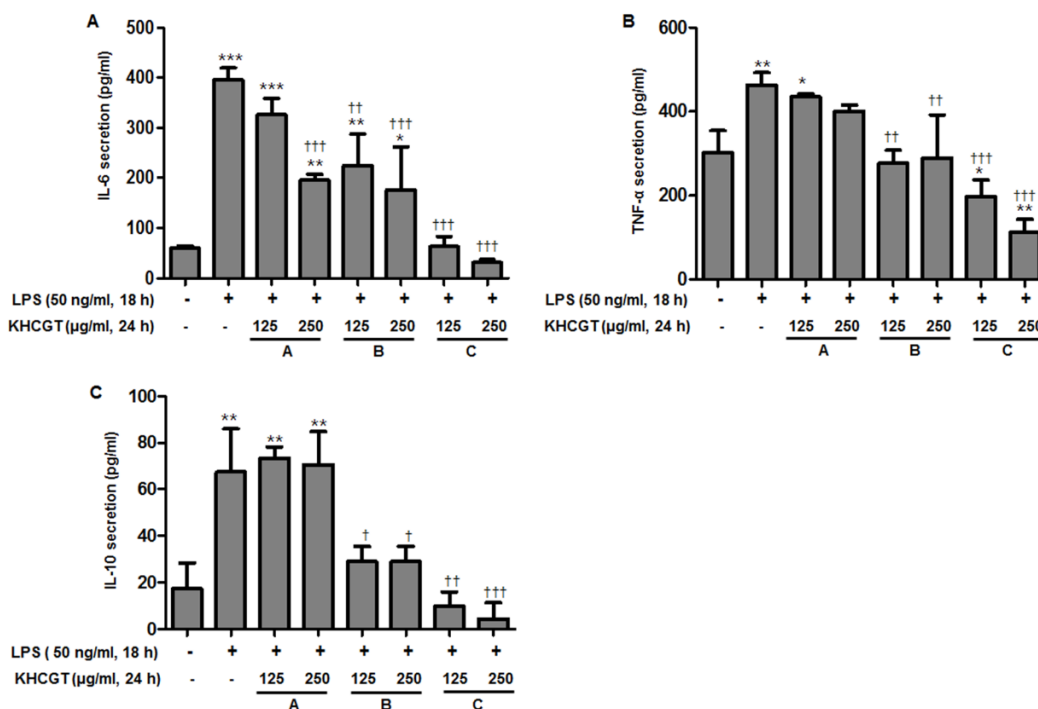 A
IL-6 secretion (pg/ml)
500
400
300
200
100
0
*** *** ††† ** †† ** ††† * ††† †††
LPS (50 ng/ml, 18 h) - + + + + + + +
KHCGT (µg/ml, 24 h) - - 125 250 125 250 125 250
A B C
B
TNF-α secretion (pg/ml)
600
400
200
0
** * †† †† ††† * ††† **
LPS (50 ng/ml, 18 h) - + + + + + + +
KHCGT (µg/ml, 24 h) - - 125 250 125 250 125 250
A B C
C
IL-10 secretion (pg/ml)
100
80
60
40
20
0
** ** ** † † †† †††
LPS ( 50 ng/ml, 18 h) - + + + + + + +
KHCGT (µg/ml, 24 h) - - 125 250 125 250 125 250
A B C